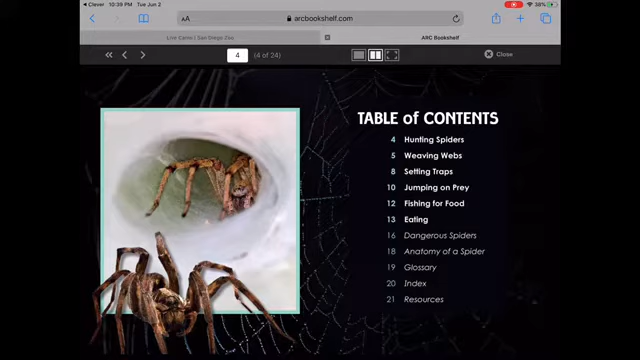 Clever 10:39 PM Tue Jun 2
38%
AA
arcbookshelf.com
Live Cams | San Diego Zoo
ARC Bookshelf
4 (4 of 24)
Close
TABLE of CONTENTS
4 Hunting Spiders
5 Weaving Webs
8 Setting Traps
10 Jumping on Prey
12 Fishing for Food
13 Eating
16 Dangerous Spiders
18 Anatomy of a Spider
19 Glossary
20 Index
21 Resources